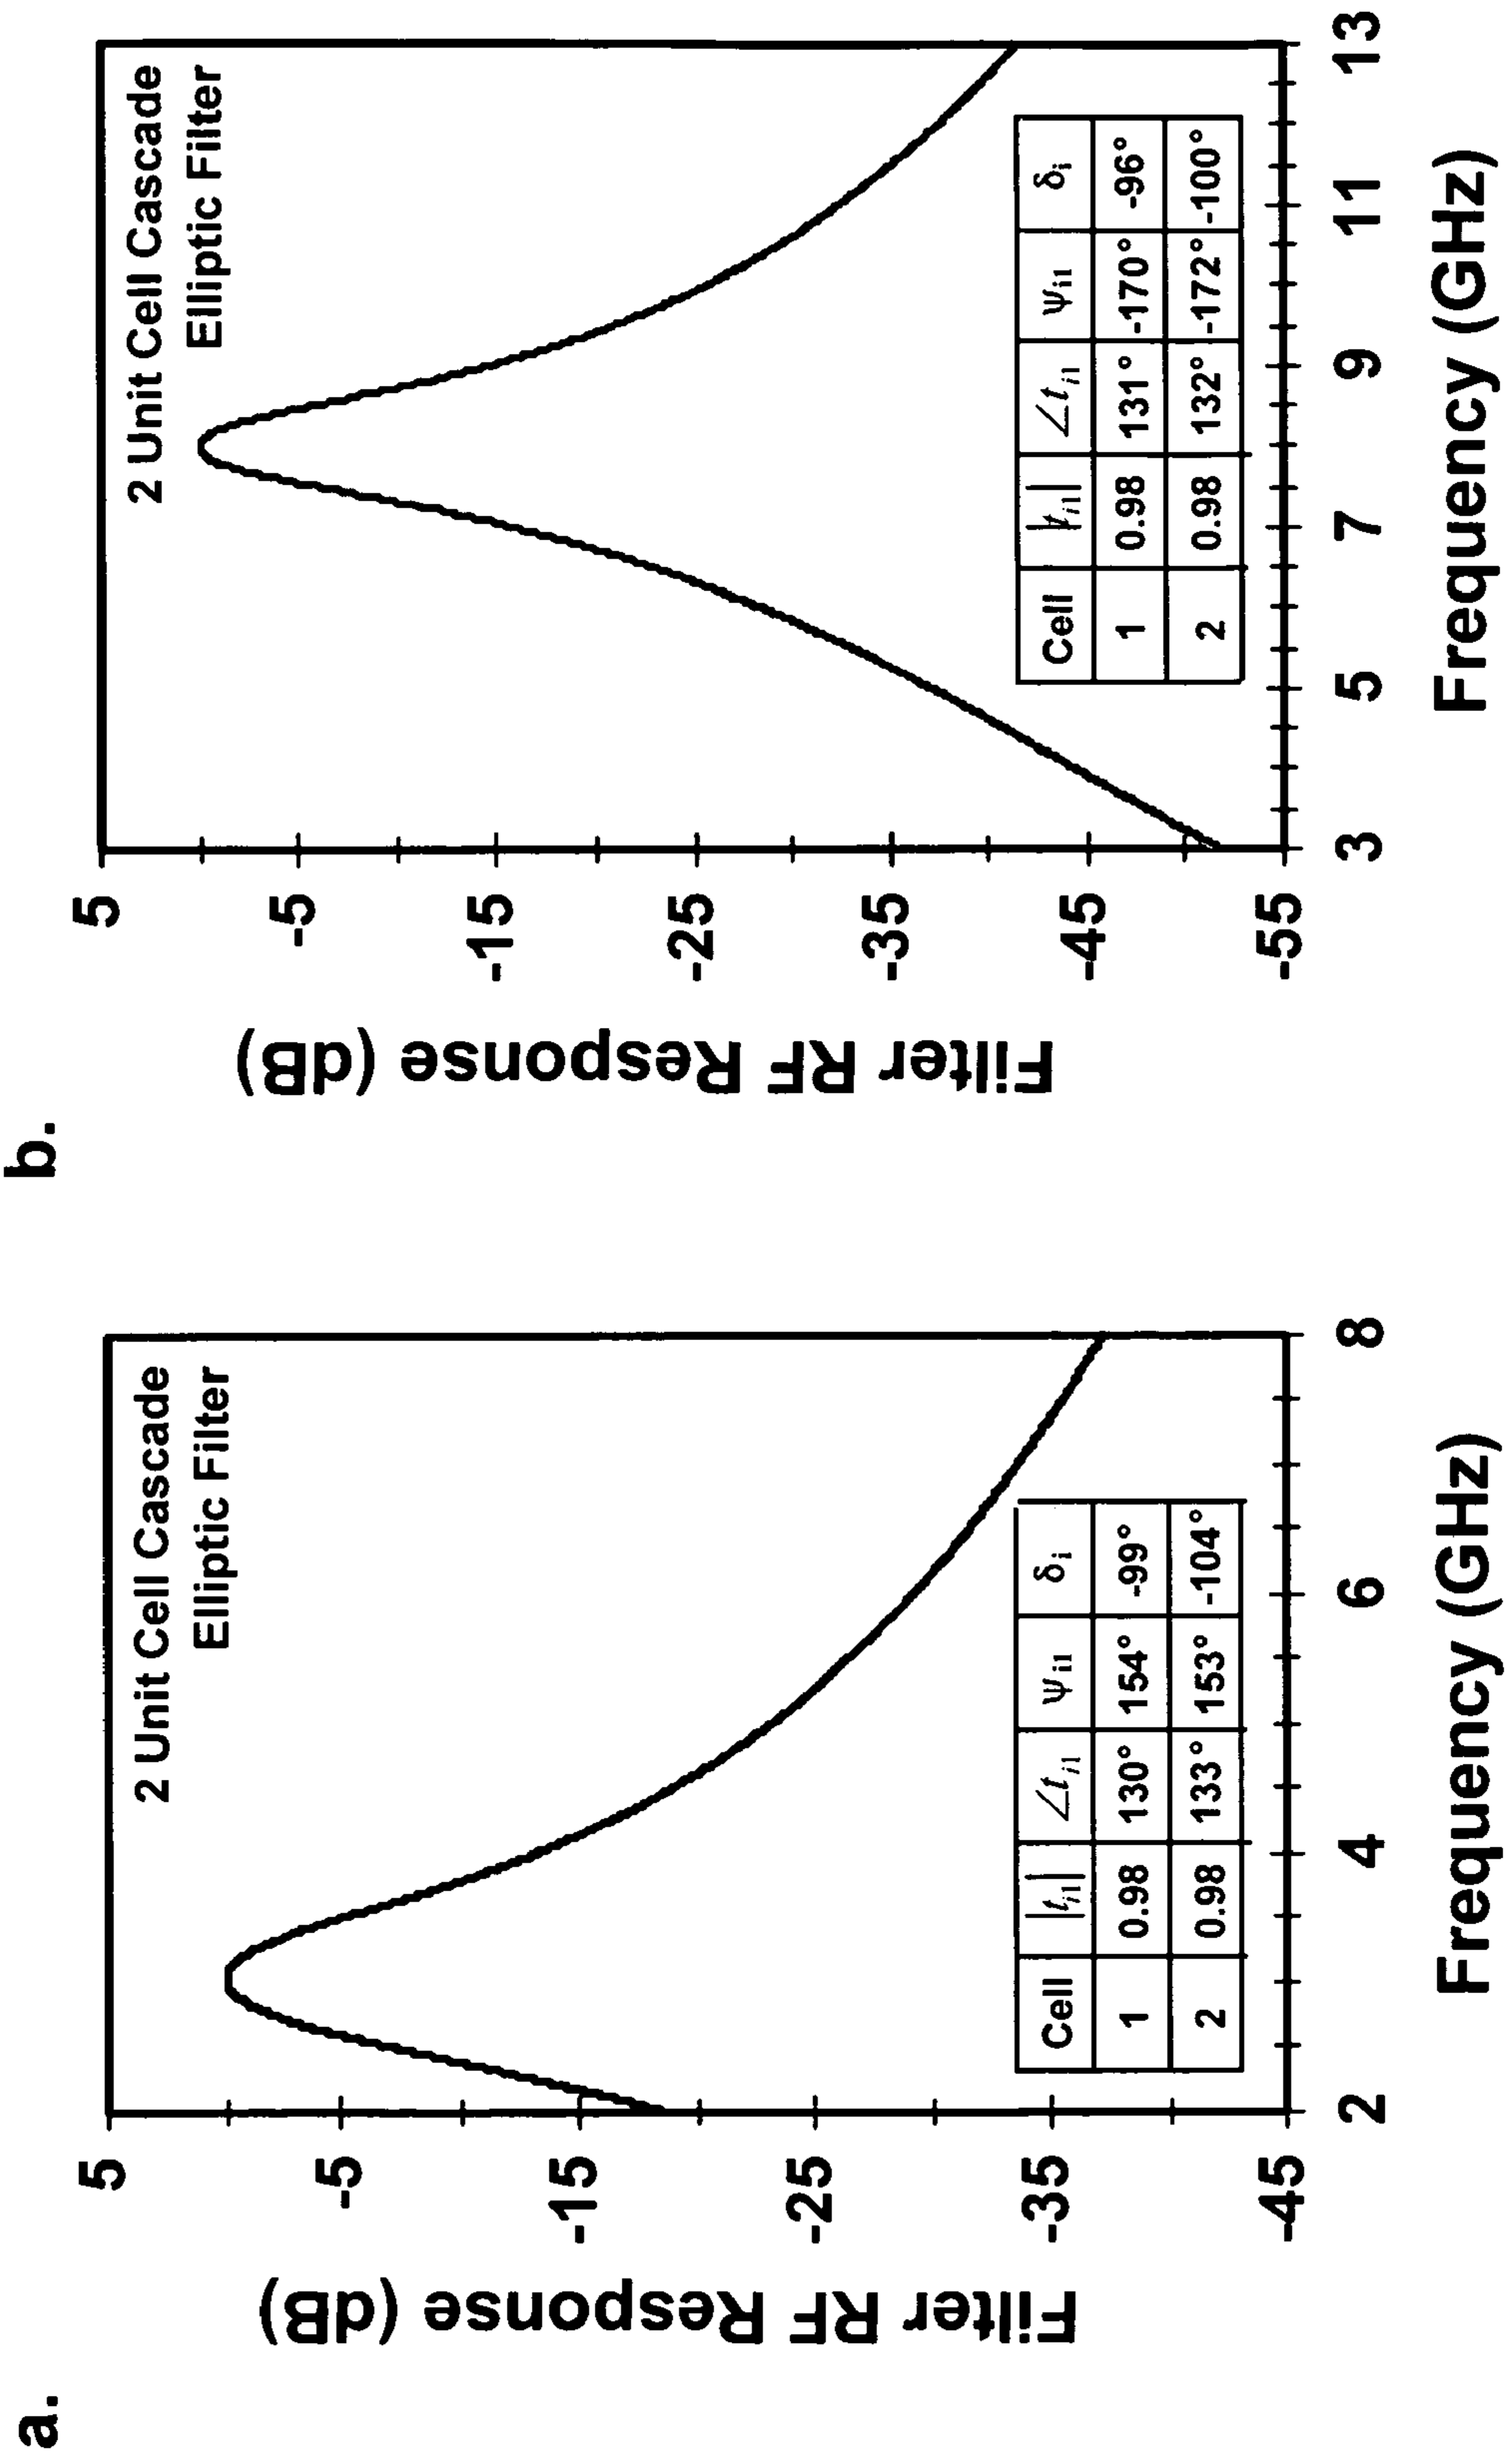 a.
2 Unit Cell Cascade
Elliptic Filter
Filter RF Response (dB)
5
-5
-15
-25
-35
-45
2 4 6 8
Frequency (GHz)
Cell |t_i1| ∠t_i1 ψ_i1 δ_i
1 0.98 130° 154° -99°
2 0.98 133° 153° -104°
b.
2 Unit Cell Cascade
Elliptic Filter
Filter RF Response (dB)
5
-5
-15
-25
-35
-45
-55
3 5 7 9 11 13
Frequency (GHz)
Cell |t_i1| ∠t_i1 ψ_i1 δ_i
1 0.98 131° -170° -96°
2 0.98 132° -172° -100°